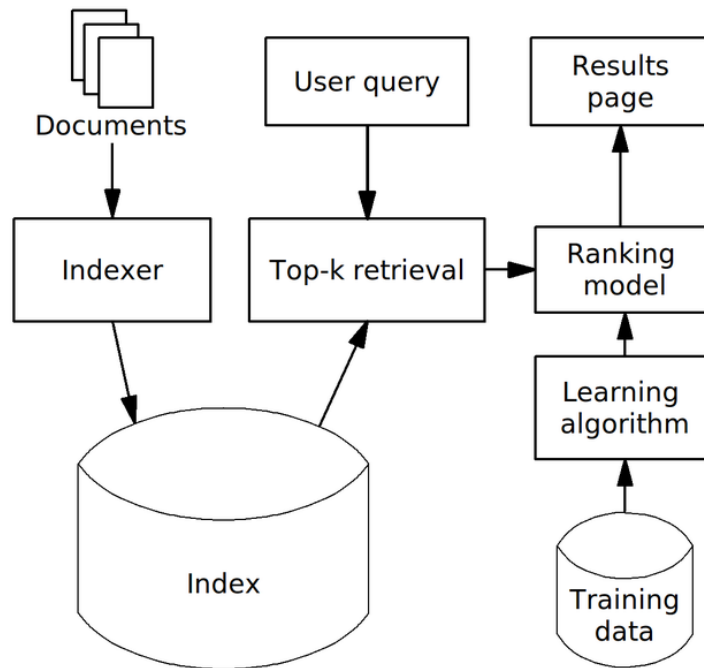 Documents
User query
Results
page
Indexer
Top-k retrieval
Ranking
model
Learning
algorithm
Index
Training
data